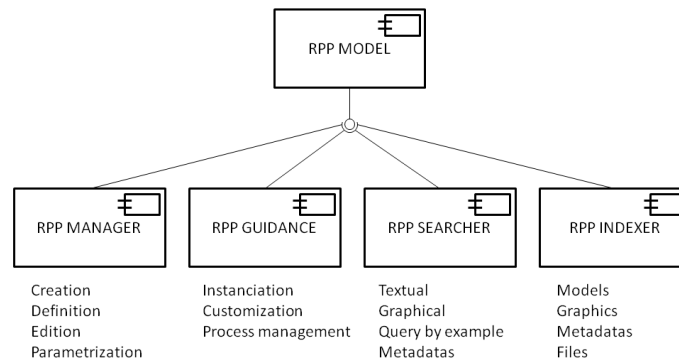 RPP MODEL
RPP MANAGER
RPP GUIDANCE
RPP SEARCHER
RPP INDEXER
Creation
Definition
Edition
Parametrization
Instanciation
Customization
Process management
Textual
Graphical
Query by example
Metadatas
Models
Graphics
Metadatas
Files